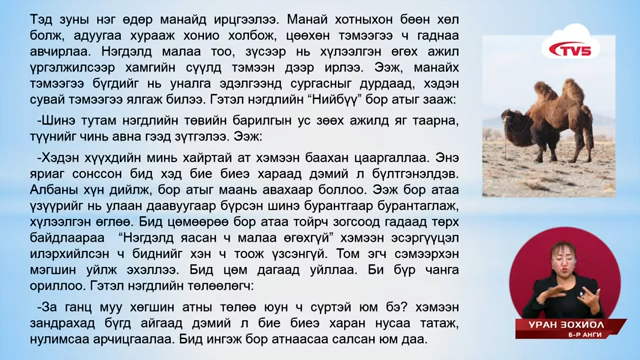 Тэд зуны нэг өдөр манайд ирцгээлээ. Манай хотныхон бөөн хөл
болж, адуугаа хурааж хонио холбож, цөөхөн тэмээгээ ч гаднаа
авчирлаа. Нэгдэлд малаа тоо, зүсээр нь хүлээлгэн өгөх ажил
үргэлжилсээр хамгийн сүүлд тэмээн дээр ирлээ. Ээж, манайх
тэмээгээ бүгдийг нь уналга эдэлгээнд сургасныг дурдаад, хэдэн
сувай тэмээгээ ялгаж билээ. Гэтэл нэгдлийн “Нийбүү” бор атыг зааж:
-Шинэ тутам нэгдлийн төвийн барилгын ус зөөх ажилд яг таарна,
түүнийг чинь авна гээд зүтгэлээ. Ээж:
-Хэдэн хүүхдийн минь хайртай ат хэмээн баахан цааргаллаа. Энэ
яриаг сонссон бид хэд бие биеэ хараад дэмий л бүлтгэнэлдэв.
Албаны хүн дийлж, бор атыг маань авахаар боллоо. Ээж бор атаа
үзүүрийг нь улаан даавуугаар бүрсэн шинэ бурантгаар бурантаглаж,
хүлээлгэн өглөө. Бид цөмөөрөө бор атаа тойрч зогсоод гадаад төрх
байдлаараа “Нэгдэлд яасан ч малаа өгөхгүй” хэмээн эсэргүүцэл
илэрхийлсэн ч биднийг хэн ч тоож үзсэнгүй. Том эгч сэмээрхэн
мэгшин уйлж эхэллээ. Бид цөм дагаад уйллаа. Би бүр чанга
ориллоо. Гэтэл нэгдлийн төлөөлөгч:
-За ганц муу хөгшин атны төлөө юун ч сүртэй юм бэ? хэмээн
зандрахад бүгд айгаад дэмий л бие биеэ харан нусаа татаж,
нулимсаа арчицгаалаа. Бид ингэж бор атнаасаа салсан юм даа.
TV5
УРАН ЗОХИОЛ
6-Р АНГИ